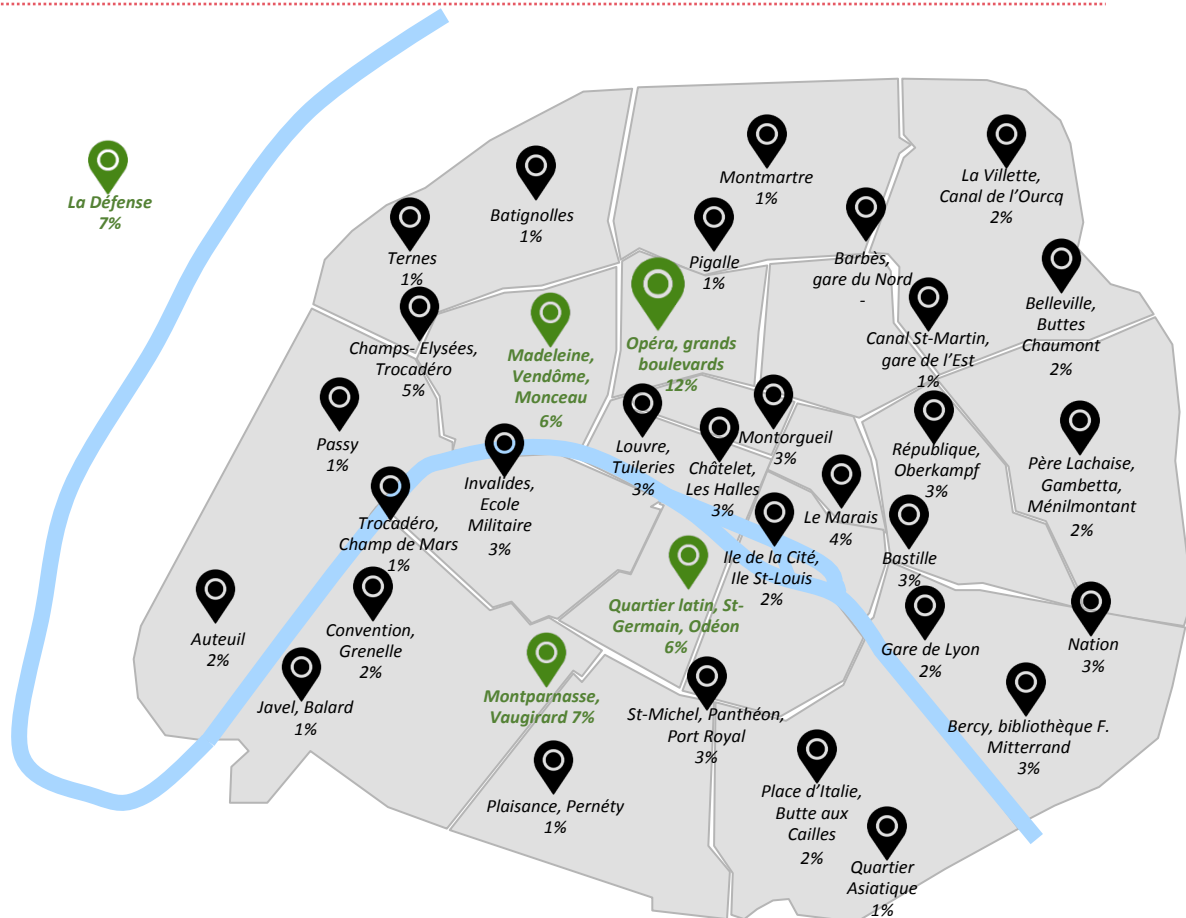 La Défense
7%
Ternes
1%
Batignolles
1%
Montmartre
1%
Pigalle
1%
Barbès,
gare du Nord
-
La Villette,
Canal de l’Ourcq
2%
Belleville,
Buttes
Chaumont
2%
Canal St-Martin,
gare de l’Est
1%
Champs- Elysées,
Trocadéro
5%
Madeleine,
Vendôme,
Monceau
6%
Opéra, grands
boulevards
12%
Passy
1%
Invalides,
Ecole
Militaire
3%
Louvre,
Tuileries
3%
Châtelet,
Les Halles
3%
Montorgueil
3%
Le Marais
4%
République,
Oberkampf
3%
Père Lachaise,
Gambetta,
Ménilmontant
2%
Trocadéro,
Champ de Mars
1%
Ile de la Cité,
Ile St-Louis
2%
Bastille
3%
Auteuil
2%
Convention,
Grenelle
2%
Quartier latin, St-
Germain, Odéon
6%
Gare de Lyon
2%
Nation
3%
Javel, Balard
1%
Montparnasse,
Vaugirard 7%
St-Michel, Panthéon,
Port Royal
3%
Bercy, bibliothèque F.
Mitterrand
3%
Plaisance, Pernéty
1%
Place d’Italie,
Butte aux
Cailles
2%
Quartier
Asiatique
1%